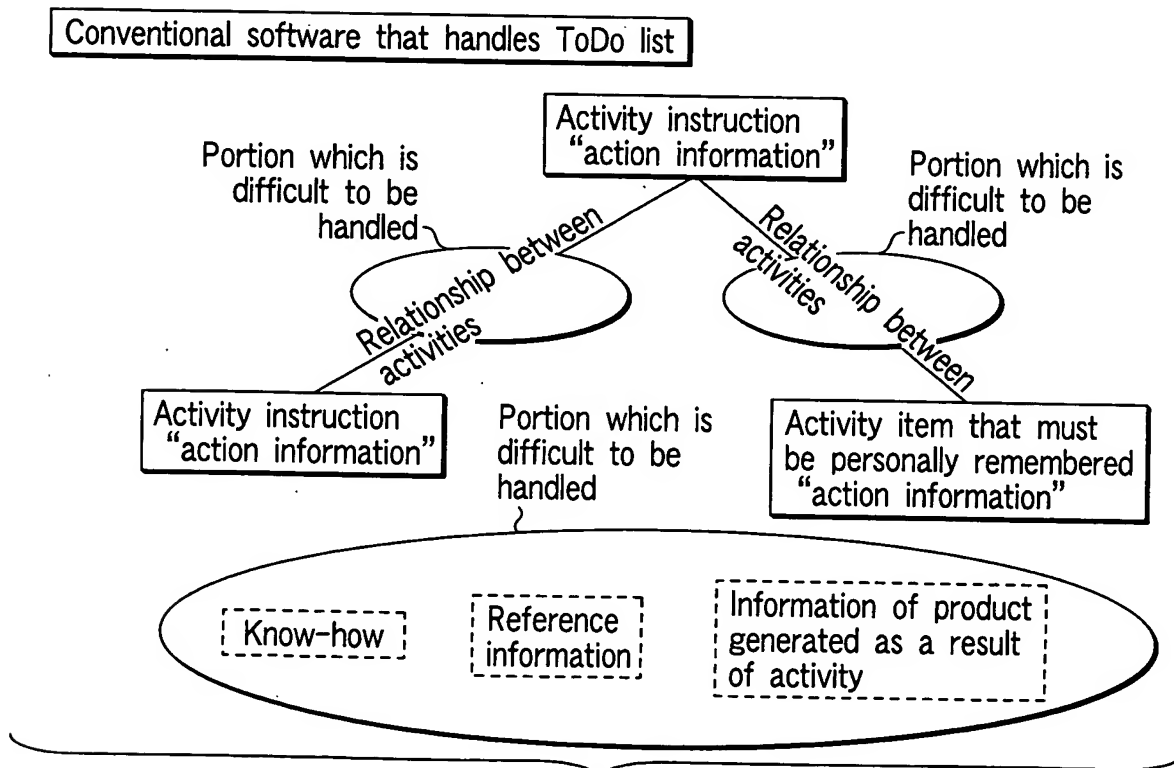 Conventional software that handles ToDo list
Activity instruction
“action information”
Portion which is
difficult to be
handled
Portion which is
difficult to be
handled
Relationship between
activities
Relationship between
activities
Activity instruction
“action information”
Portion which is
difficult to be
handled
Activity item that must
be personally remembered
“action information”
Know-how
Reference
information
Information of product
generated as a result
of activity